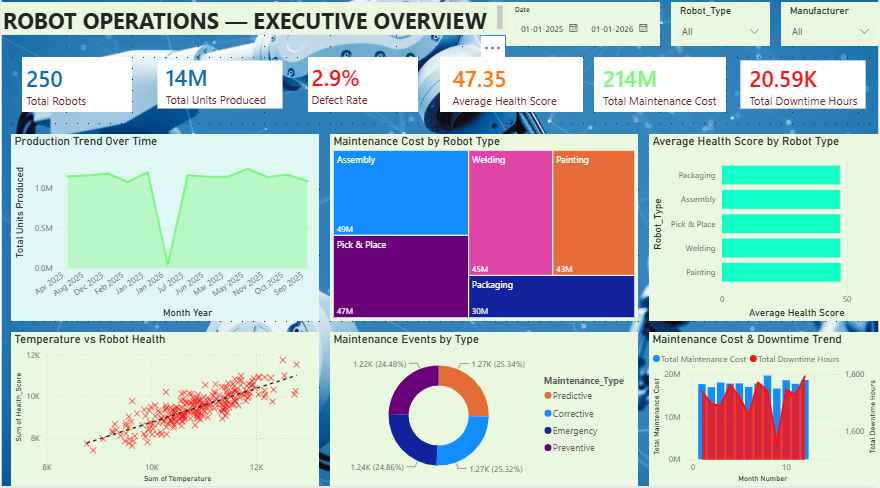 ROBOT OPERATIONS — EXECUTIVE OVERVIEW
Date
01-01-2025
01-01-2026
Robot_Type
All
Manufacturer
All
250
Total Robots
14M
Total Units Produced
2.9%
Defect Rate
47.35
Average Health Score
214M
Total Maintenance Cost
20.59K
Total Downtime Hours
Production Trend Over Time
Total Units Produced
1.0M
0.5M
0.0M
Apr 2025
Aug 2025
Dec 2025
Feb 2025
Jan 2025
Jan 2026
Jul 2025
Jun 2025
Mar 2025
May 2025
Nov 2025
Oct 2025
Sep 2025
Month Year
Maintenance Cost by Robot Type
Assembly
49M
Pick & Place
47M
Welding
45M
Painting
43M
Packaging
30M
Average Health Score by Robot Type
Robot_Type
Packaging
Assembly
Pick & Place
Welding
Painting
0
50
Average Health Score
Temperature vs Robot Health
Sum of Health_Score
12K
10K
8K
8K
10K
12K
Sum of Temperature
Maintenance Events by Type
1.22K (24.48%)
1.27K (25.34%)
1.24K (24.86%)
1.27K (25.32%)
Maintenance_Type
Predictive
Corrective
Emergency
Preventive
Maintenance Cost & Downtime Trend
Total Maintenance Cost
Total Downtime Hours
Total Maintenance Cost
20M
10M
0M
0
10
Month Number
1,800
1,600
Total Downtime Hours